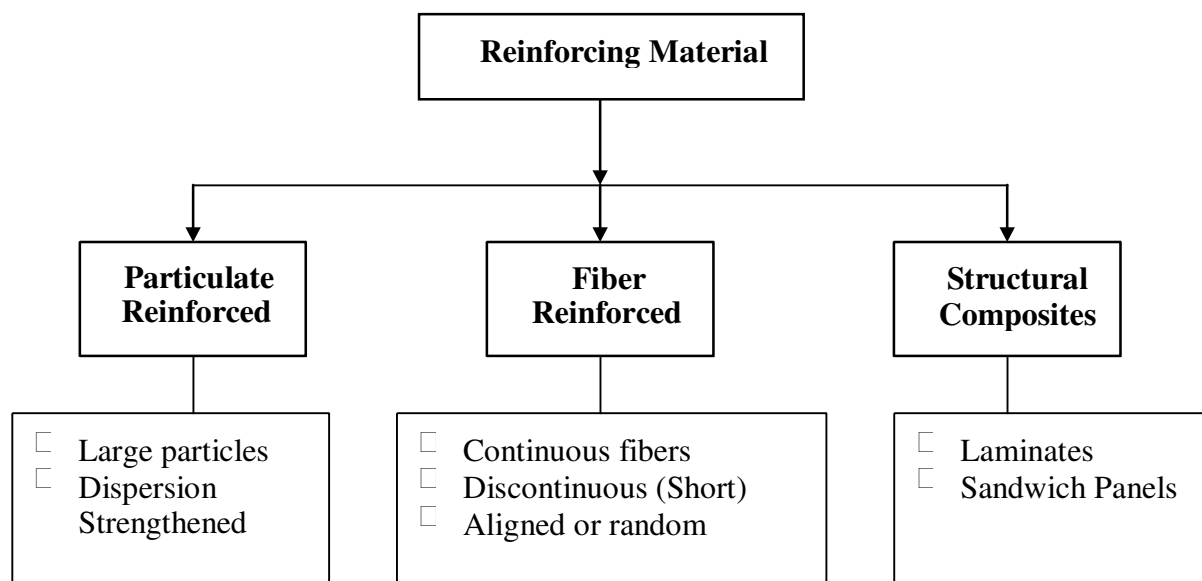 Reinforcing Material
Particulate
Reinforced
Fiber
Reinforced
Structural
Composites
Large particles
Dispersion
Strengthened
Continuous fibers
Discontinuous (Short)
Aligned or random
Laminates
Sandwich Panels